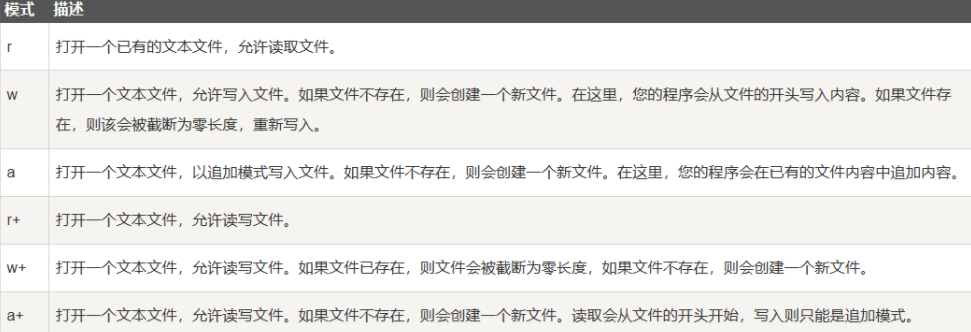 模式 描述
r 打开一个已有的文本文件，允许读取文件。
w 打开一个文本文件，允许写入文件。如果文件不存在，则会创建一个新文件。在这里，您的程序会从文件的开头写入内容。如果文件存
在，则该会被截断为零长度，重新写入。
a 打开一个文本文件，以追加模式写入文件。如果文件不存在，则会创建一个新文件。在这里，您的程序会在已有的文件内容中追加内容。
r+ 打开一个文本文件，允许读写文件。
w+ 打开一个文本文件，允许读写文件。如果文件已存在，则文件会被截断为零长度，如果文件不存在，则会创建一个新文件。
a+ 打开一个文本文件，允许读写文件。如果文件不存在，则会创建一个新文件。读取会从文件的开头开始，写入则只能是追加模式。